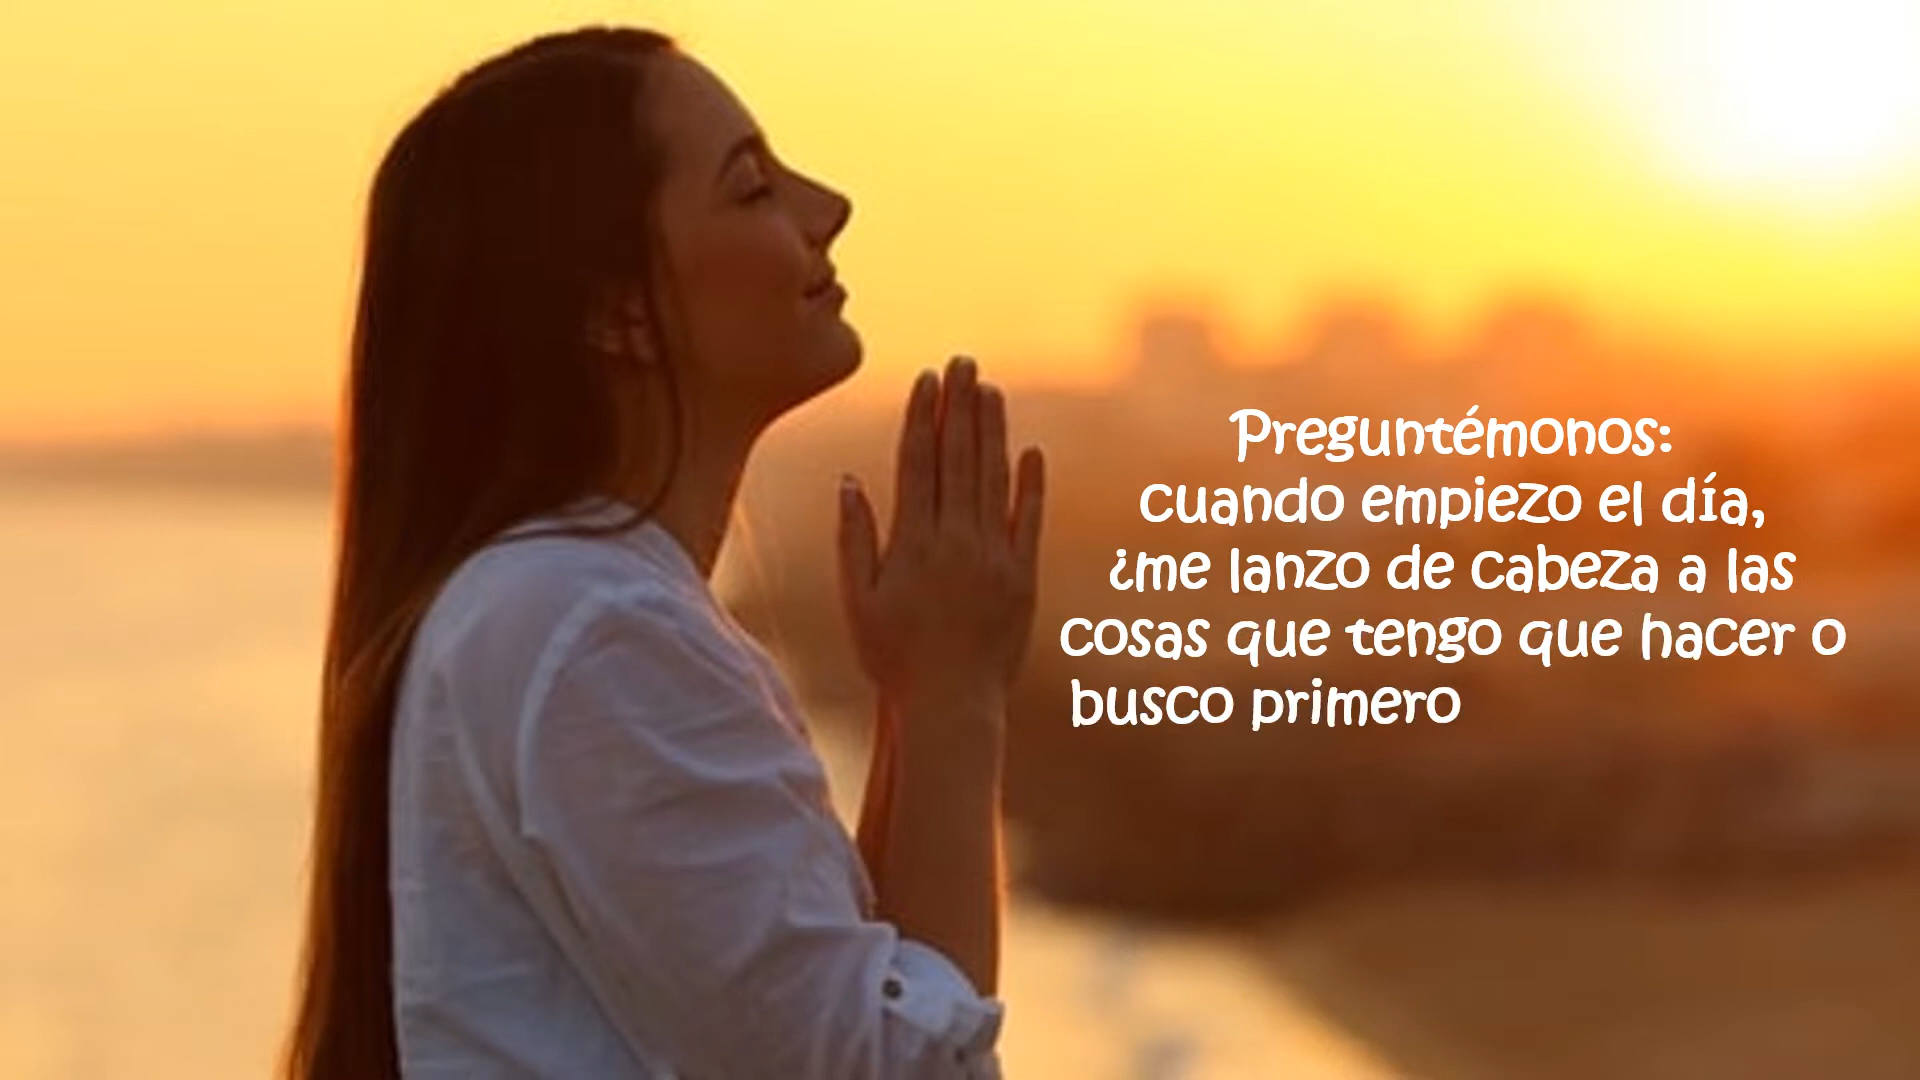 Preguntémonos:
cuando empiezo el día,
¿me lanzo de cabeza a las
cosas que tengo que hacer o
busco primero